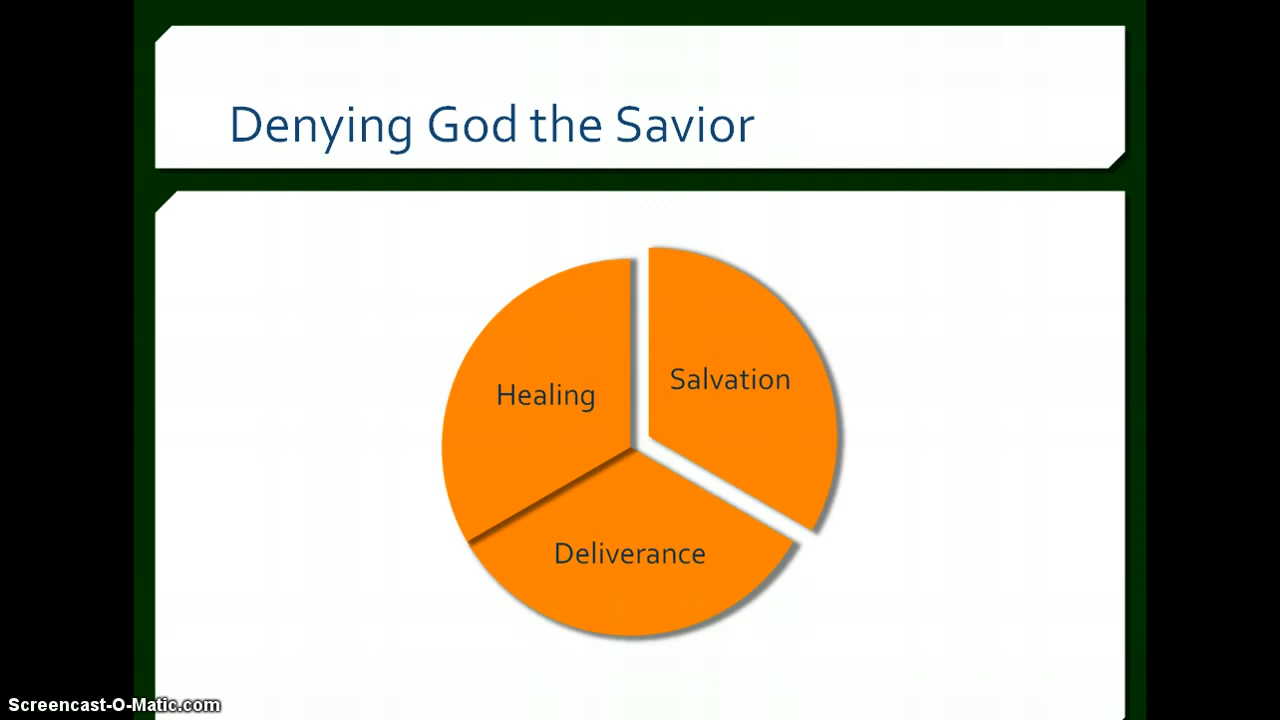 Denying God the Savior
Healing
Salvation
Deliverance
Screencast-O-Matic.com